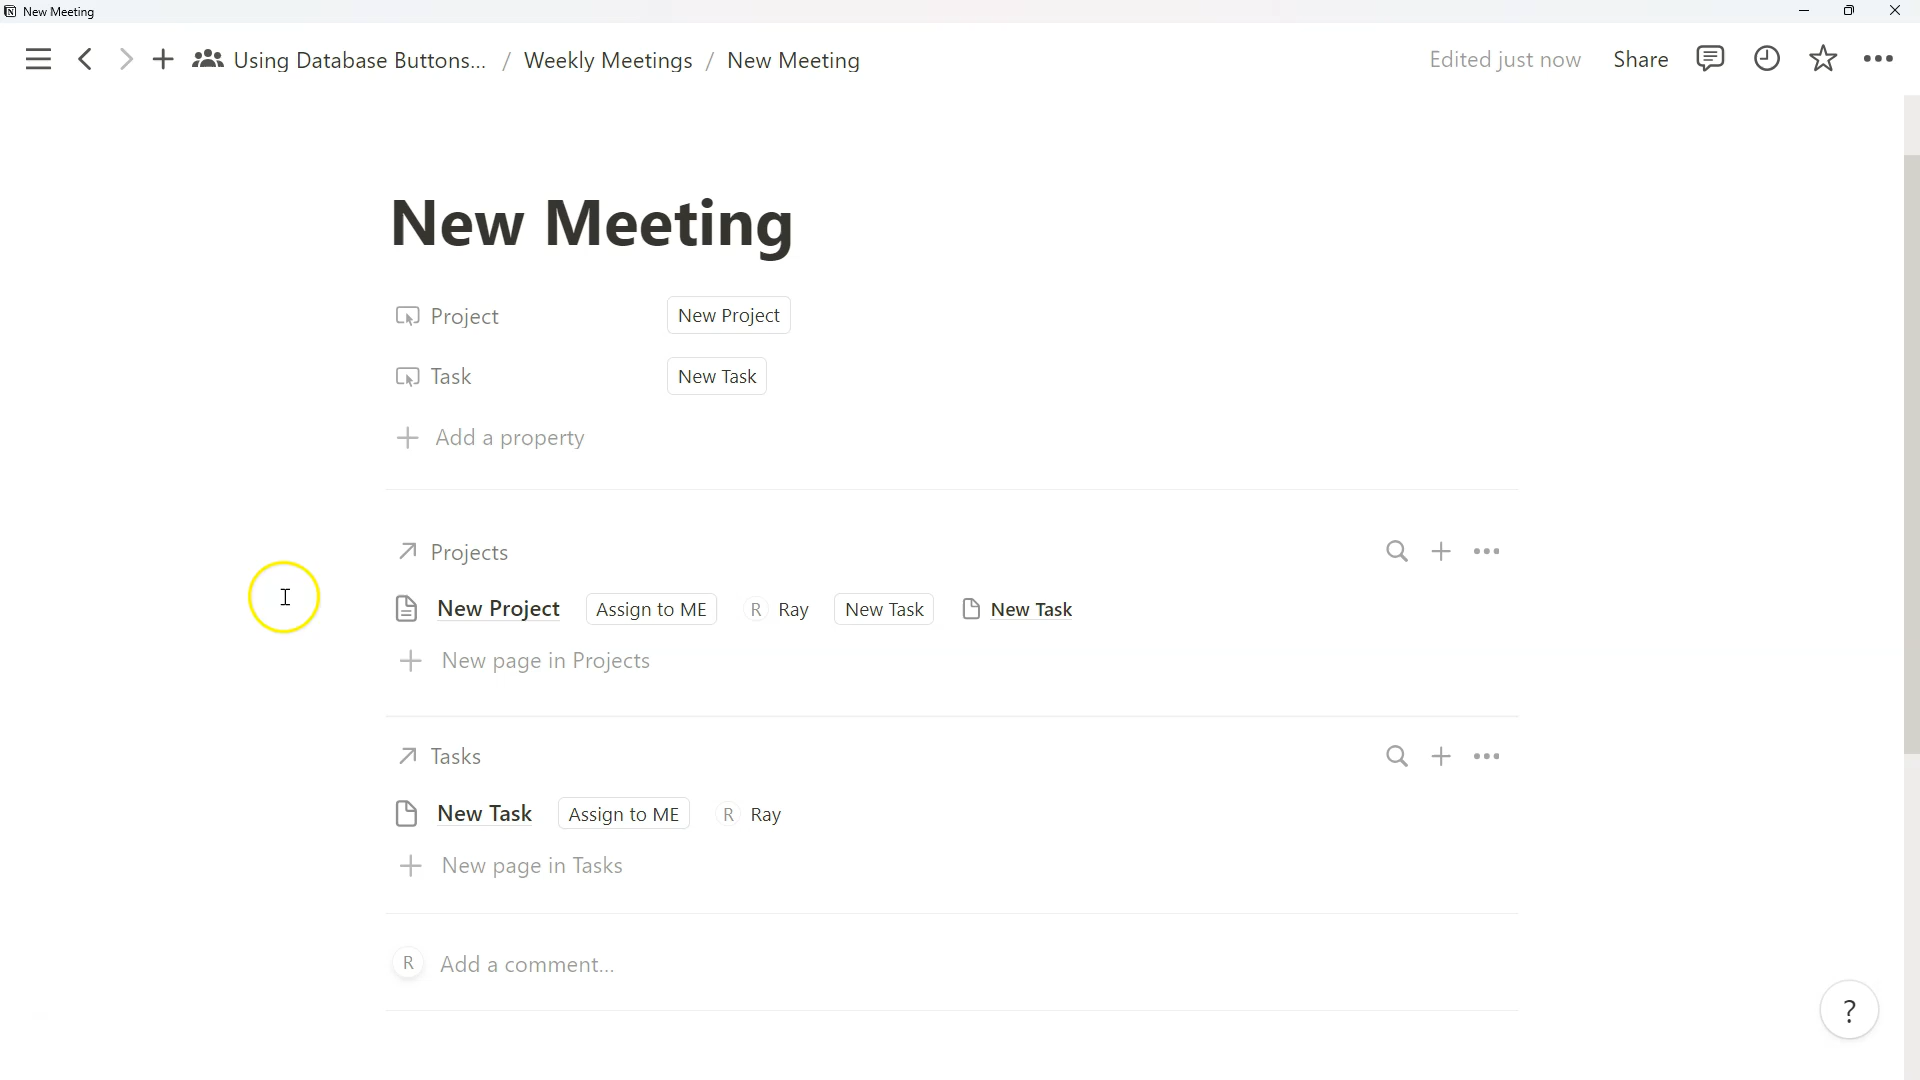 New Meeting
Using Database Buttons... / Weekly Meetings / New Meeting
Edited just now Share
New Meeting
Project New Project
Task New Task
Add a property
Projects
New Project Assign to ME R Ray New Task New Task
New page in Projects
Tasks
New Task Assign to ME R Ray
New page in Tasks
R Add a comment...
?